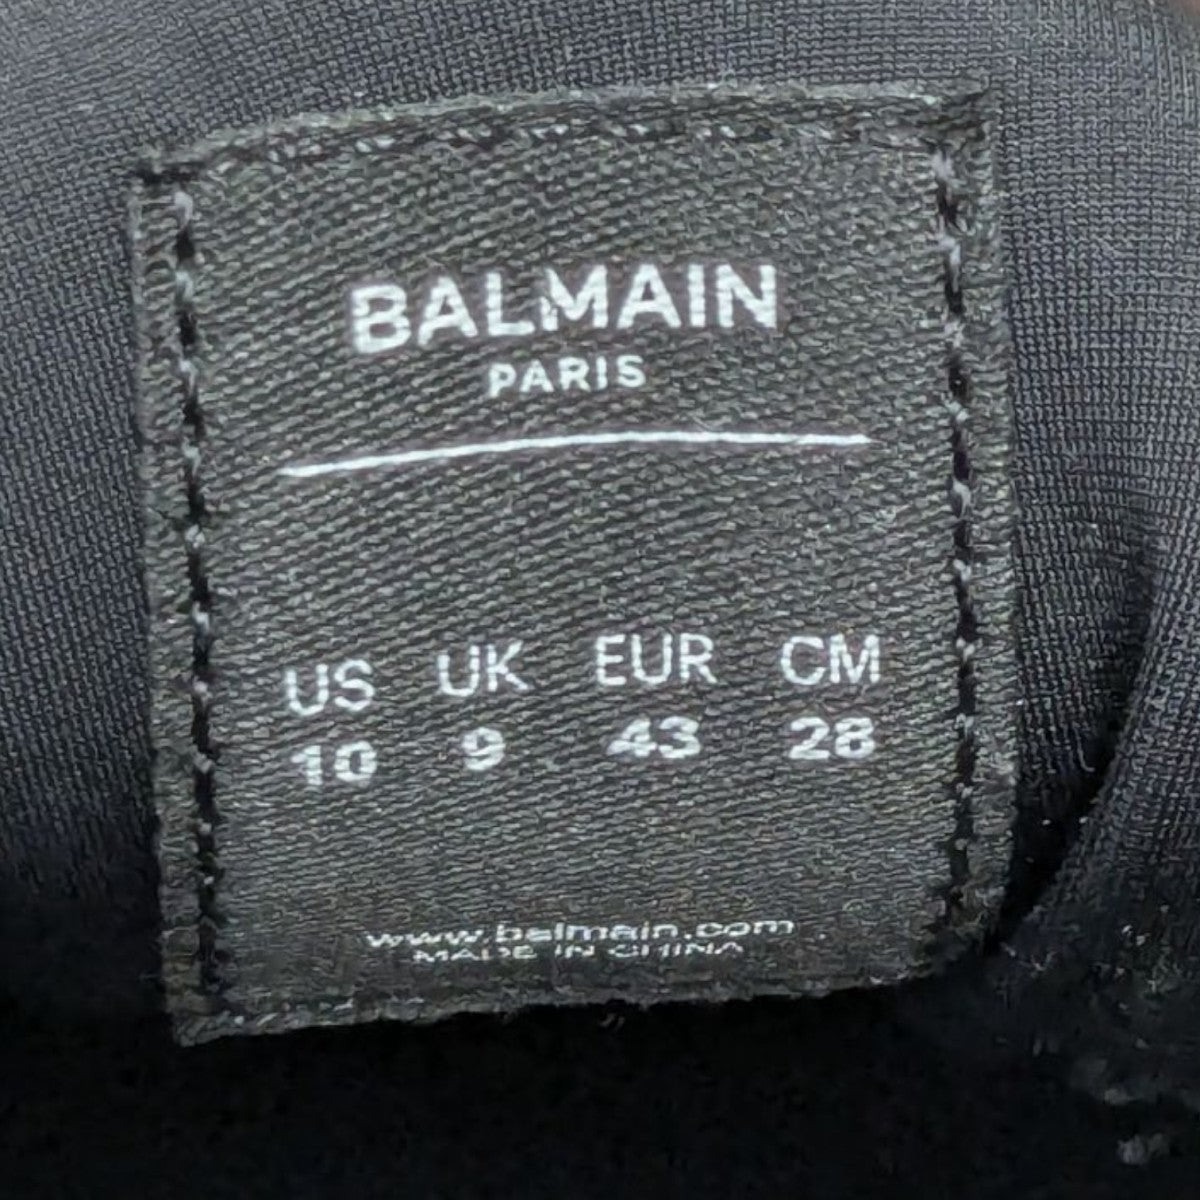 BALMAIN
PARIS
US UK EUR CM
10 9 43 28
www.balmain.com
MADE IN CHINA